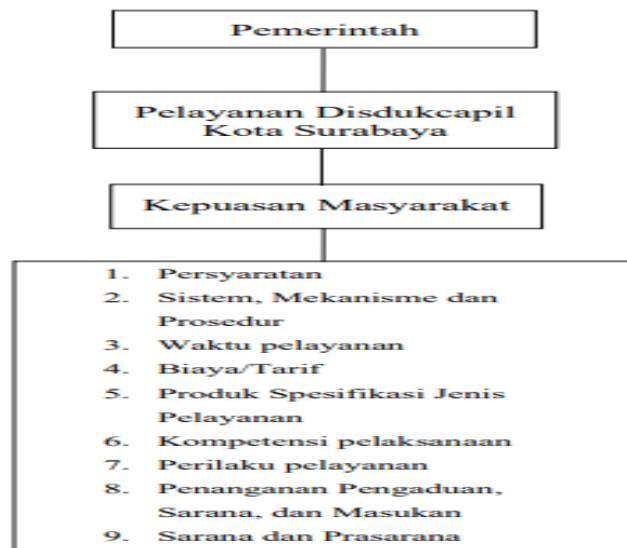 Pemerintah
Pelayanan Disdukcapil
Kota Surabaya
Kepuasan Masyarakat
1. Persyaratan
2. Sistem, Mekanisme dan
Prosedur
3. Waktu pelayanan
4. Biaya/Tarif
5. Produk Spesifikasi Jenis
Pelayanan
6. Kompetensi pelaksanaan
7. Perilaku pelayanan
8. Penanganan Pengaduan,
Sarana, dan Masukan
9. Sarana dan Prasarana